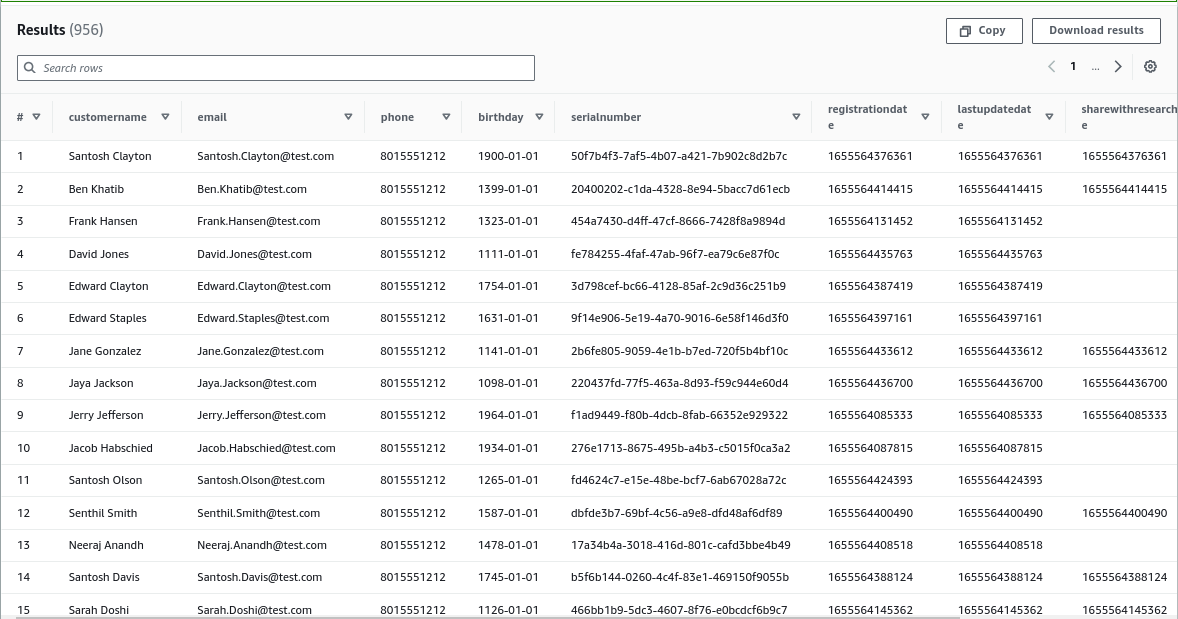 Results (956)
Copy
Download results
Search rows
1 ...
# customername email phone birthday serialnumber registrationdate lastupdatedate sharewithresearche
1 Santosh Clayton Santosh.Clayton@test.com 8015551212 1900-01-01 50f7b4f3-7af5-4b07-a421-7b902c8d2b7c 1655564376361 1655564376361 1655564376361
2 Ben Khatib Ben.Khatib@test.com 8015551212 1399-01-01 20400202-c1da-4328-8e94-5bacc7d61ecb 1655564414415 1655564414415 1655564414415
3 Frank Hansen Frank.Hansen@test.com 8015551212 1323-01-01 454a7430-d4ff-47cf-8666-7428f8a9894d 1655564131452 1655564131452
4 David Jones David.Jones@test.com 8015551212 1111-01-01 fe784255-4faf-47ab-96f7-ea79c6e87f0c 1655564435763 1655564435763
5 Edward Clayton Edward.Clayton@test.com 8015551212 1754-01-01 3d798cef-bc66-4128-85af-2c9d36c251b9 1655564387419 1655564387419
6 Edward Staples Edward.Staples@test.com 8015551212 1631-01-01 9f14e906-5e19-4a70-9016-6e58f146d3f0 1655564397161 1655564397161
7 Jane Gonzalez Jane.Gonzalez@test.com 8015551212 1141-01-01 2b6fe805-9059-4e1b-b7ed-720f5b4bf10c 1655564433612 1655564433612 1655564433612
8 Jaya Jackson Jaya.Jackson@test.com 8015551212 1098-01-01 220437fd-77f5-463a-8d93-f59c944e60d4 1655564436700 1655564436700 1655564436700
9 Jerry Jefferson Jerry.Jefferson@test.com 8015551212 1964-01-01 f1ad9449-f80b-4dcb-8fab-66352e929322 1655564085333 1655564085333 1655564085333
10 Jacob Habschied Jacob.Habschied@test.com 8015551212 1934-01-01 276e1713-8675-495b-a4b3-c5015f0ca3a2 1655564087815 1655564087815
11 Santosh Olson Santosh.Olson@test.com 8015551212 1265-01-01 fd4624c7-e15e-48be-bcf7-6ab67028a72c 1655564424393 1655564424393
12 Senthil Smith Senthil.Smith@test.com 8015551212 1587-01-01 dbfde3b7-69bf-4c56-a9e8-dfd48af6df89 1655564400490 1655564400490 1655564400490
13 Neeraj Anandh Neeraj.Anandh@test.com 8015551212 1478-01-01 17a34b4a-3018-416d-801c-cafd3bbe4b49 1655564408518 1655564408518
14 Santosh Davis Santosh.Davis@test.com 8015551212 1745-01-01 b5f6b144-0260-4c4f-83e1-469150f9055b 1655564388124 1655564388124 1655564388124
15 Sarah Doshi Sarah.Doshi@test.com 8015551212 1126-01-01 466bb1b9-5dc3-4607-8f76-e0bcdcf6b9c7 1655564145362 1655564145362 1655564145362